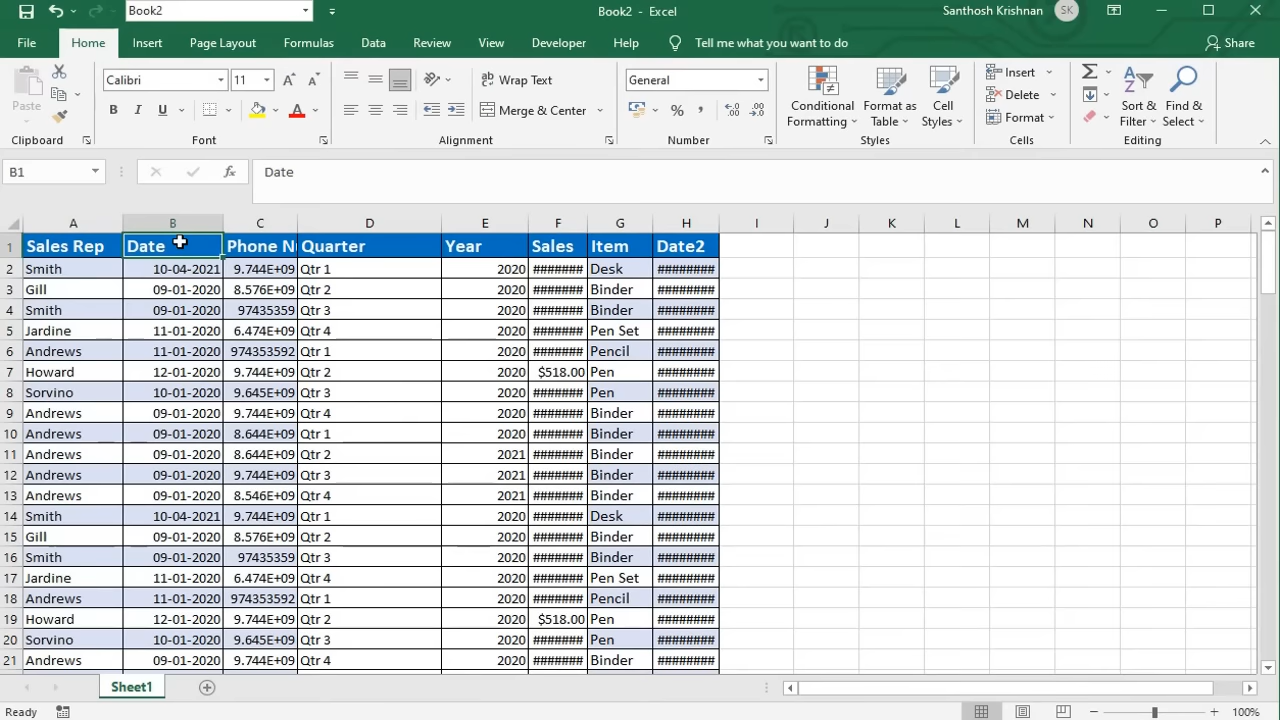 Book2
Book2 - Excel
Santhosh Krishnan
SK
File Home Insert Page Layout Formulas Data Review View Developer Help Tell me what you want to do Share
Paste
Clipboard
Calibri 11
B I U
Font
Wrap Text
Merge & Center
Alignment
General
Number
Conditional Formatting
Format as Table
Cell Styles
Styles
Insert
Delete
Format
Cells
Sort & Filter
Find & Select
Editing
B1 fx Date
A B C D E F G H I J K L M N O P
1 Sales Rep Date Phone N Quarter Year Sales Item Date2
2 Smith 10-04-2021 9.744E+09 Qtr 1 2020 ####### Desk ########
3 Gill 09-01-2020 8.576E+09 Qtr 2 2020 ####### Binder ########
4 Smith 09-01-2020 97435359 Qtr 3 2020 ####### Binder ########
5 Jardine 11-01-2020 6.474E+09 Qtr 4 2020 ####### Pen Set ########
6 Andrews 11-01-2020 974353592 Qtr 1 2020 ####### Pencil ########
7 Howard 12-01-2020 9.744E+09 Qtr 2 2020 $518.00 Pen ########
8 Sorvino 10-01-2020 9.645E+09 Qtr 3 2020 ####### Pen ########
9 Andrews 09-01-2020 9.744E+09 Qtr 4 2020 ####### Binder ########
10 Andrews 09-01-2020 8.644E+09 Qtr 1 2020 ####### Binder ########
11 Andrews 09-01-2020 8.644E+09 Qtr 2 2021 ####### Binder ########
12 Andrews 09-01-2020 9.744E+09 Qtr 3 2021 ####### Binder ########
13 Andrews 09-01-2020 8.546E+09 Qtr 4 2021 ####### Binder ########
14 Smith 10-04-2021 9.744E+09 Qtr 1 2020 ####### Desk ########
15 Gill 09-01-2020 8.576E+09 Qtr 2 2020 ####### Binder ########
16 Smith 09-01-2020 97435359 Qtr 3 2020 ####### Binder ########
17 Jardine 11-01-2020 6.474E+09 Qtr 4 2020 ####### Pen Set ########
18 Andrews 11-01-2020 974353592 Qtr 1 2020 ####### Pencil ########
19 Howard 12-01-2020 9.744E+09 Qtr 2 2020 $518.00 Pen ########
20 Sorvino 10-01-2020 9.645E+09 Qtr 3 2020 ####### Pen ########
21 Andrews 09-01-2020 9.744E+09 Qtr 4 2020 ####### Binder ########
Sheet1
Ready
100%